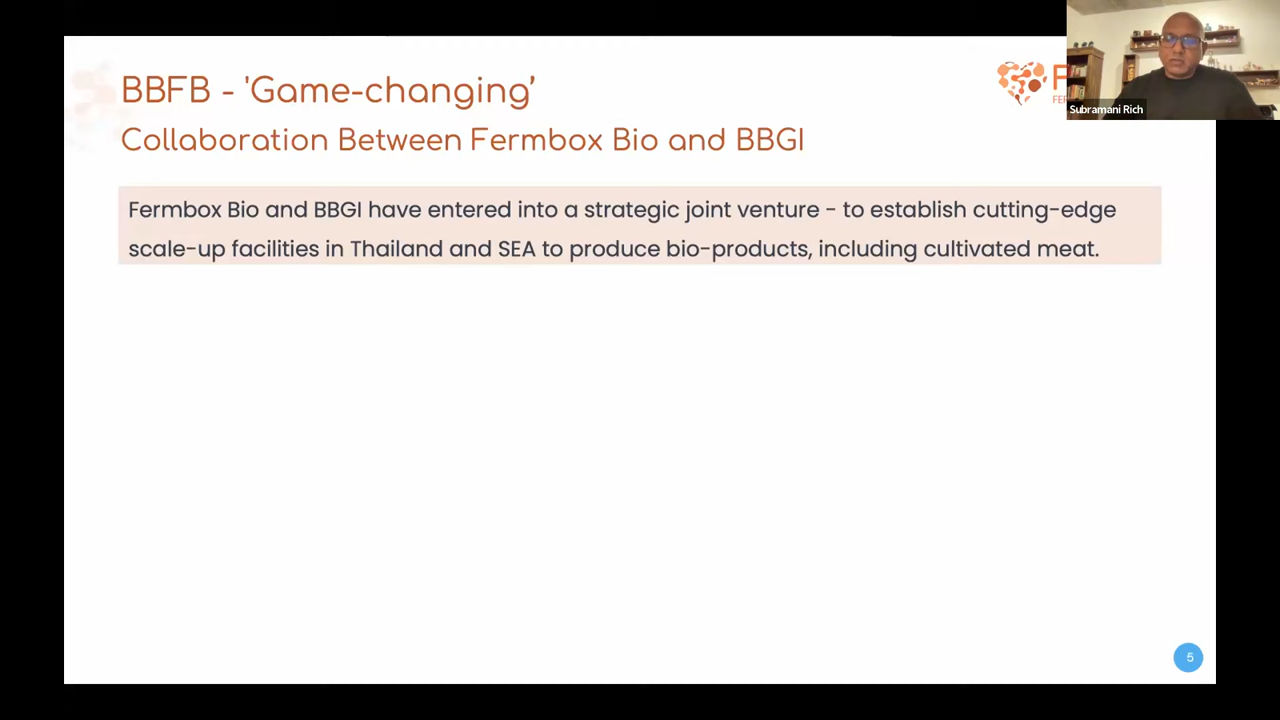 BBFB - 'Game-changing’
Collaboration Between Fermbox Bio and BBGI
Subramani Rich
Fermbox Bio and BBGI have entered into a strategic joint venture - to establish cutting-edge
scale-up facilities in Thailand and SEA to produce bio-products, including cultivated meat.
5